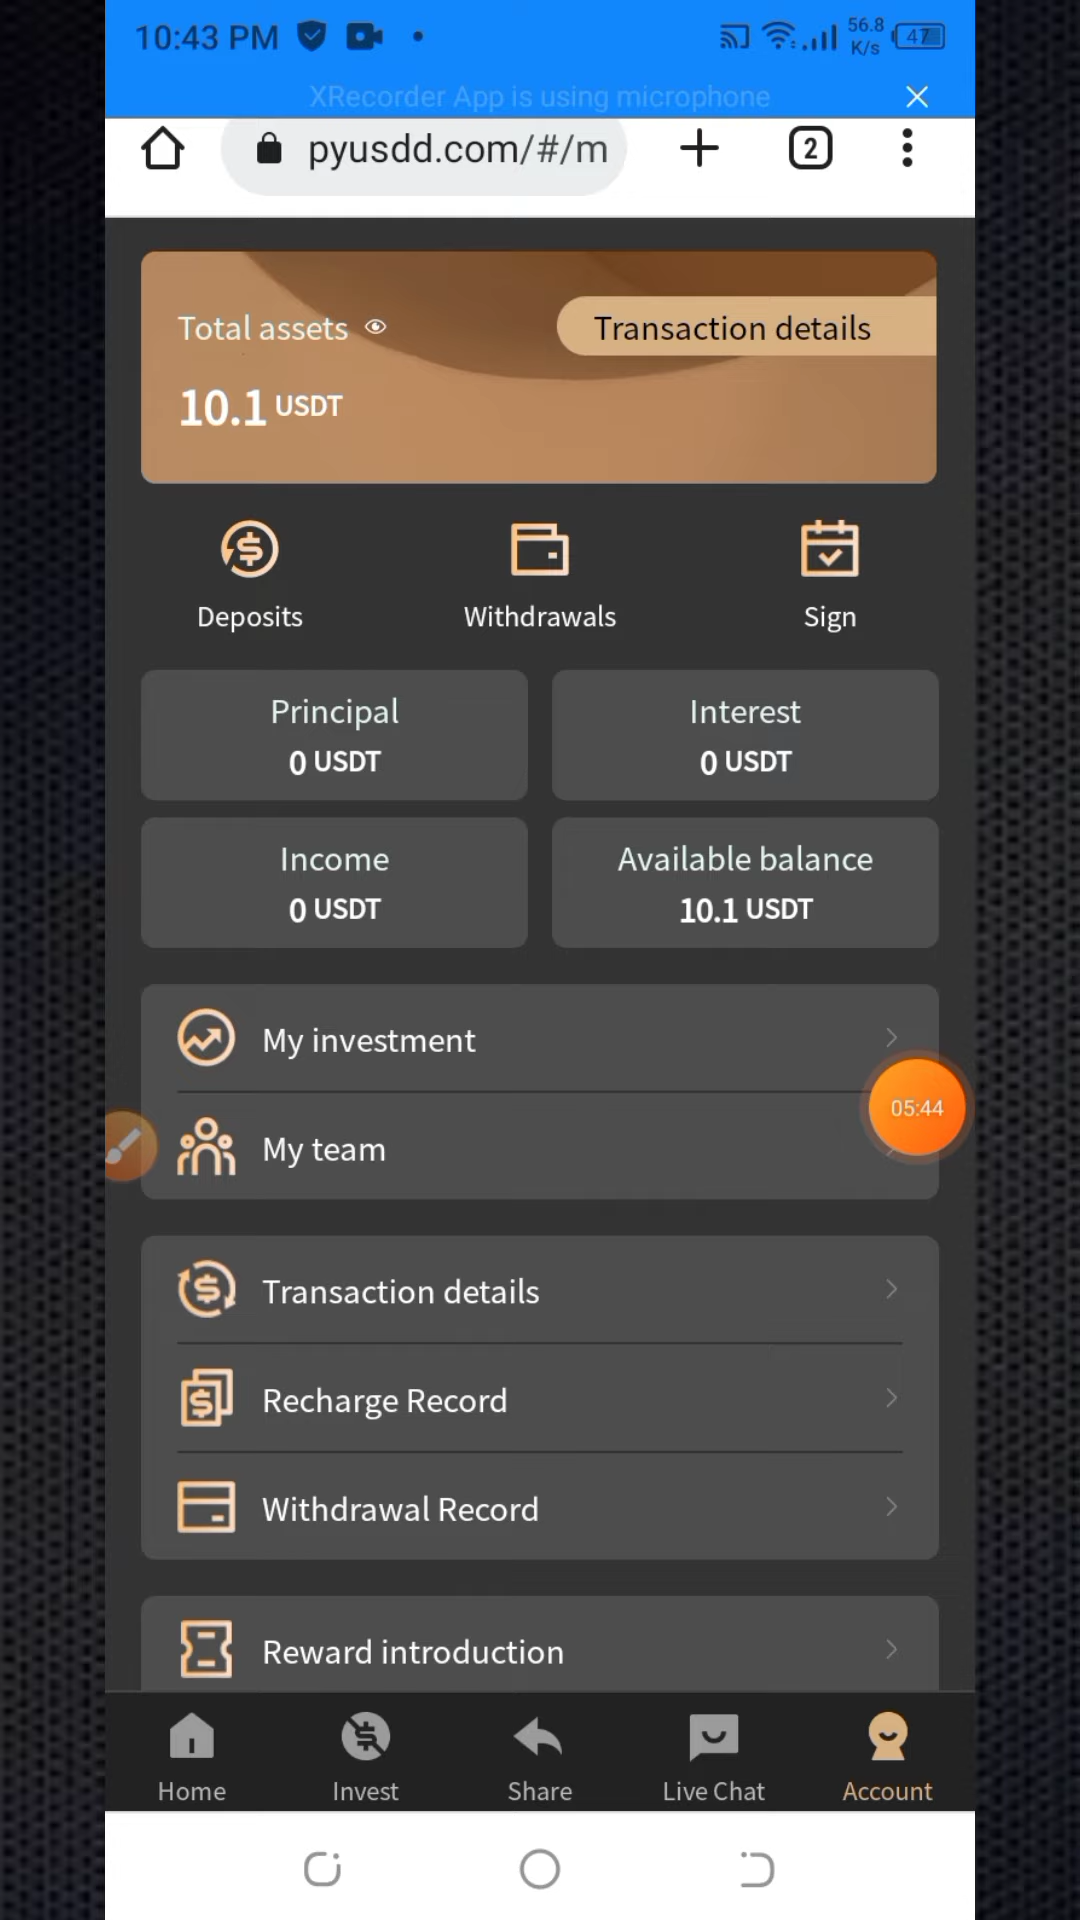 10:43 PM
56.8
K/s
47
XRecorder App is using microphone
pyusdd.com/#/m
2
Total assets
Transaction details
10.1 USDT
Deposits
Withdrawals
Sign
Principal
Interest
0 USDT
0 USDT
Income
Available balance
0 USDT
10.1 USDT
My investment
05:44
My team
Transaction details
Recharge Record
Withdrawal Record
Reward introduction
Home
Invest
Share
Live Chat
Account